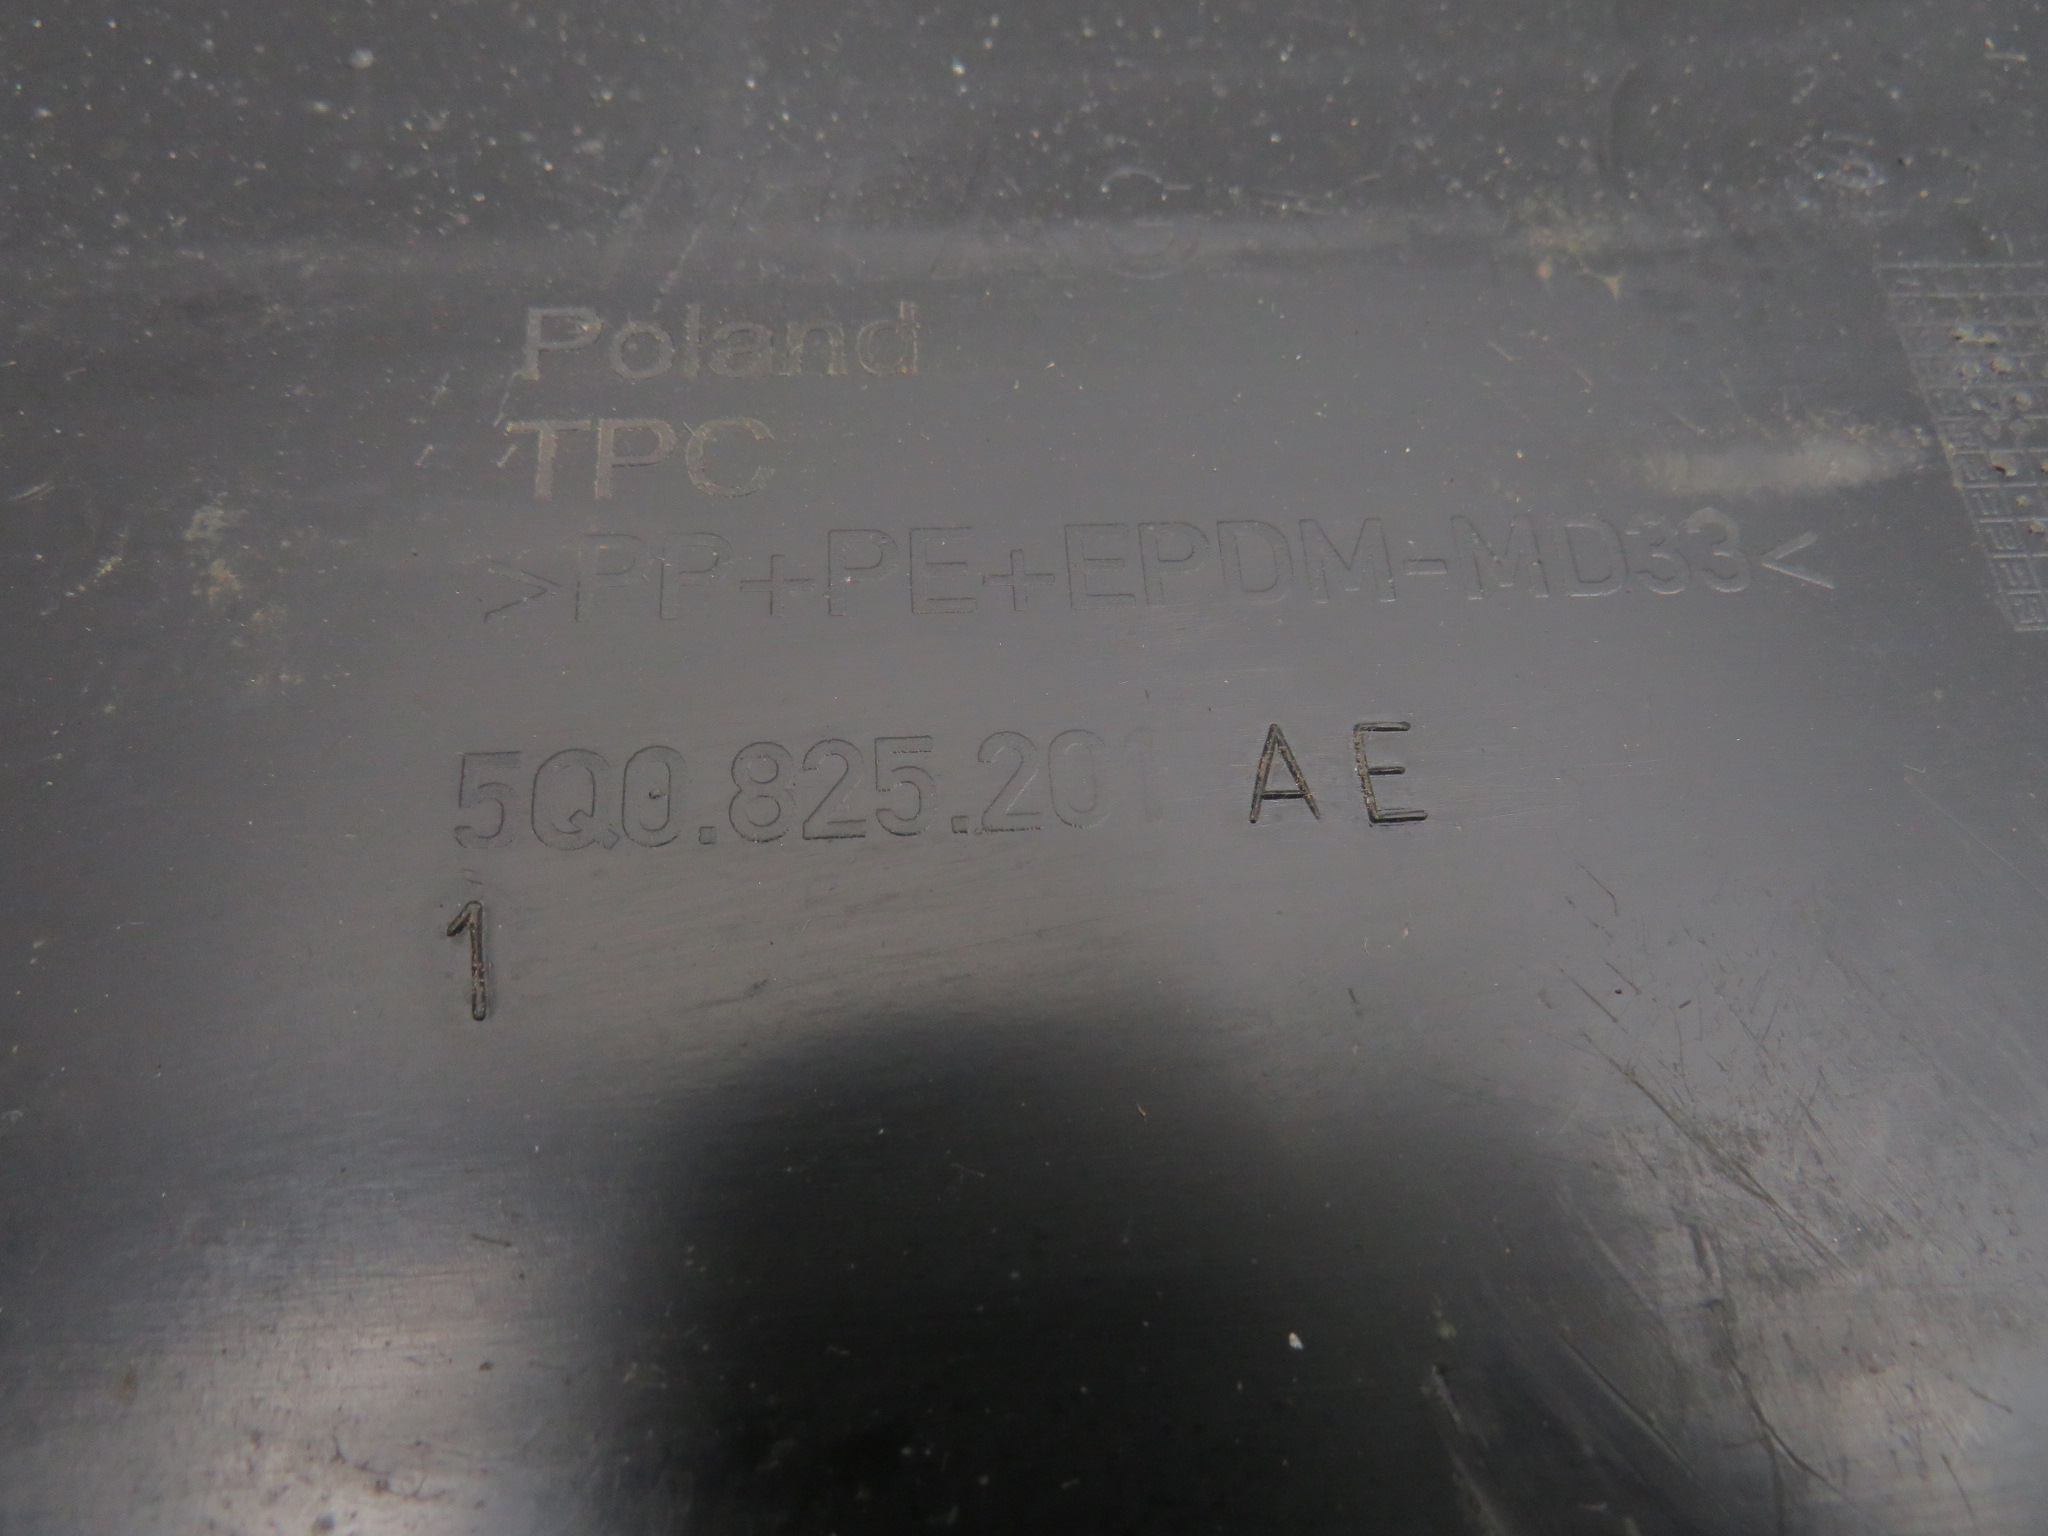 Poland
TPC
>PP+PE+EPDM-MD33<
5Q0.825.201 AE
1